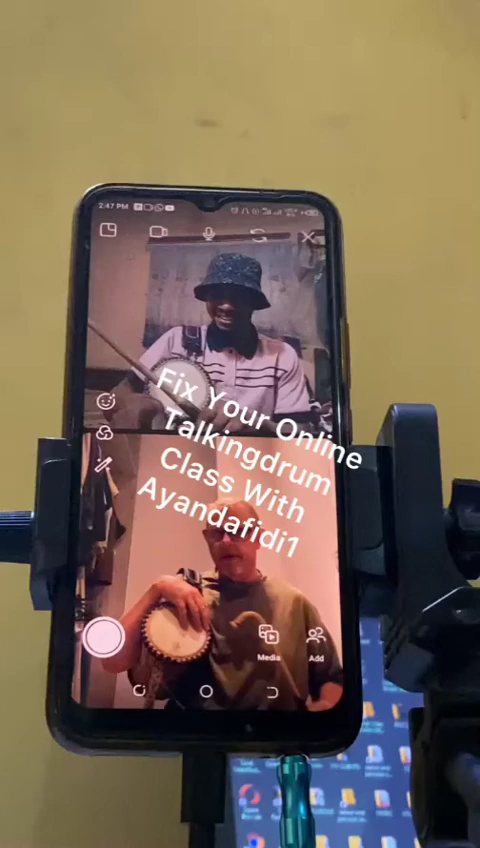 2:47 PM
Fix Your Online
Talkingdrum
Class With
Ayandafidi1
Media
Add